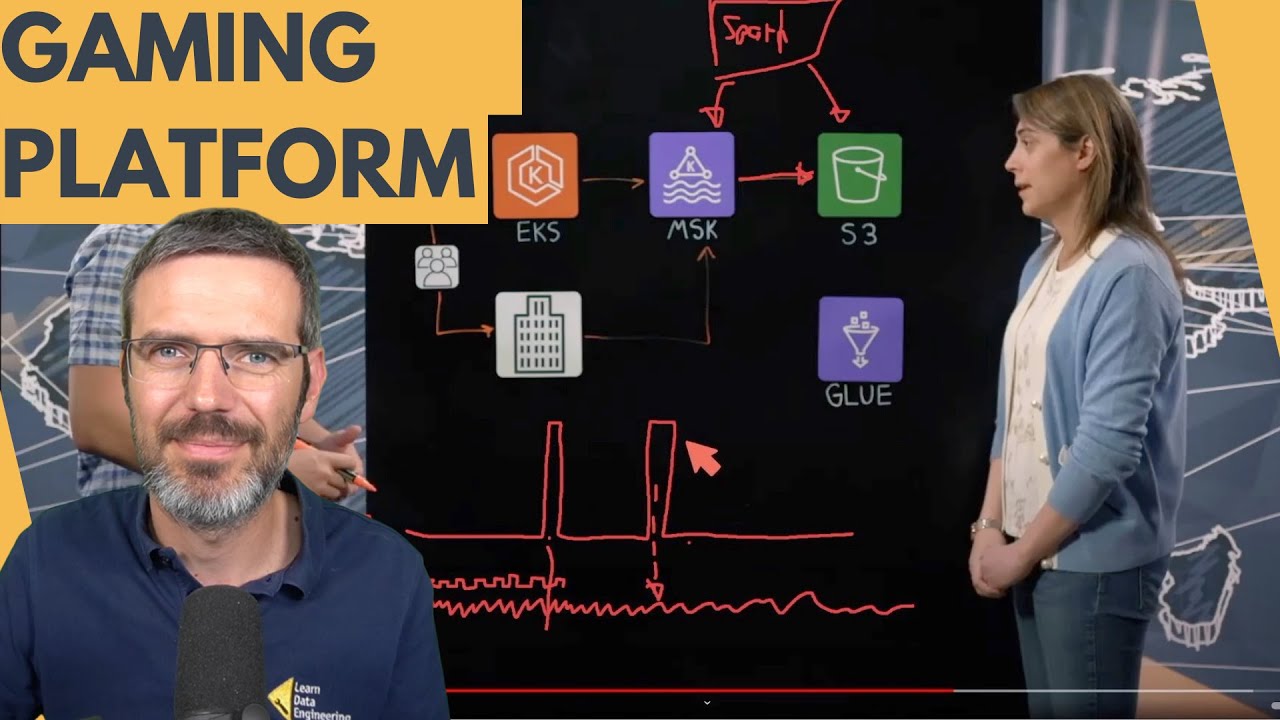 GAMING
PLATFORM
Spark
K
K
EKS
MSK
S3
GLUE
Learn
Data
Engineering